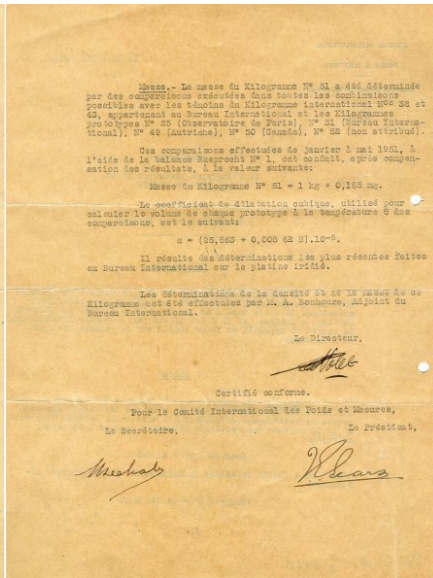 Masse.- La masse du Kilogramme N° 51 a été déterminée
par des comparaisons exécutées dans toutes les combinaisons
possibles avec les témoins du Kilogramme international Nos 32 et
43, appartenant au Bureau International et les Kilogrammes
prototypes N° (Observatoire de Paris), N° 31 (Bureau Interna-
tional), N° 49 (Autriche), N° 50 (Canada), N° 52 (non attribué).
Ces comparaisons effectuées de janvier à mai 1951, à
l'aide de la balance Rueprecht N° 1, ont conduit, après compen-
sation des résultats, à la valeur suivante:
Masse du Kilogramme N° 51 = 1 kg + mg.
Le coefficient de dilatation cubique, utilisé pour
calculer le volume de chaque prototype à la température θ des
comparaisons, est le suivant:
α = (25,863 + 0,005 62 θ).10-6.
Il résulte des déterminations les plus récentes faites
au Bureau International sur le platine iridié.
Les déterminations de la densité et de la masse de ce
Kilogramme ont été effectuées par M. A. Bonhoure, Adjoint du
Bureau International.
Le Directeur,
Volet
Certifié conforme.
Pour le Comité International des Poids et Mesures,
Le Secrétaire, Le Président,
Sears